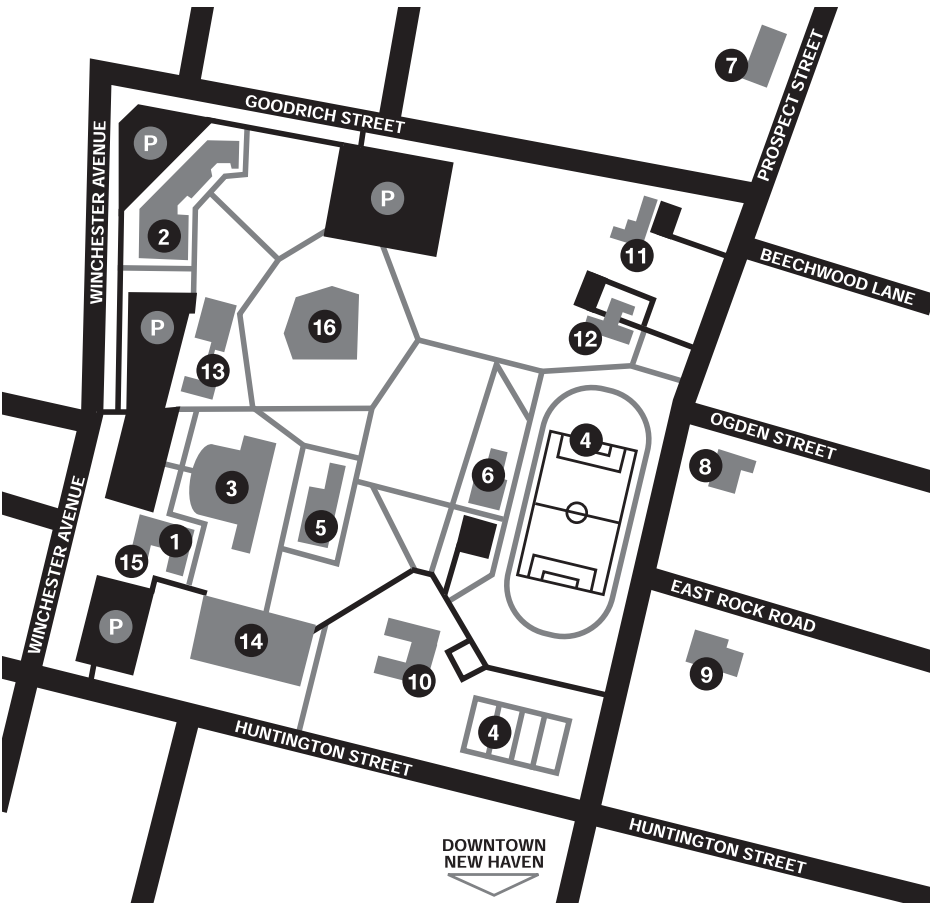 7
PROSPECT STREET
GOODRICH STREET
WINCHESTER AVENUE
P
P
2
11
BEECHWOOD LANE
P
16
12
13
OGDEN STREET
4
8
6
3
5
1
15
WINCHESTER AVENUE
EAST ROCK ROAD
P
14
9
10
4
HUNTINGTON STREET
HUNTINGTON STREET
DOWNTOWN
NEW HAVEN